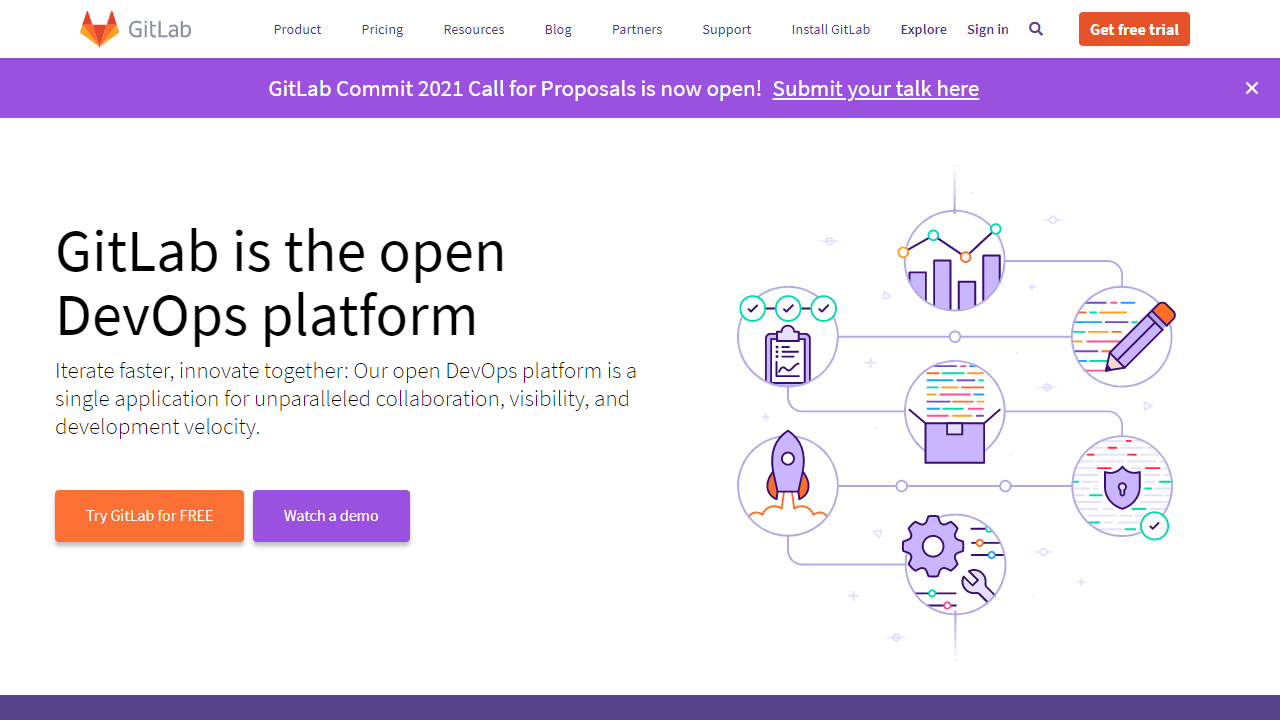 GitLab
Product Pricing Resources Blog Partners Support Install GitLab Explore Sign in Get free trial
GitLab Commit 2021 Call for Proposals is now open! Submit your talk here
GitLab is the open
DevOps platform
Iterate faster, innovate together: Our open DevOps platform is a
single application for unparalleled collaboration, visibility, and
development velocity.
Try GitLab for FREE
Watch a demo